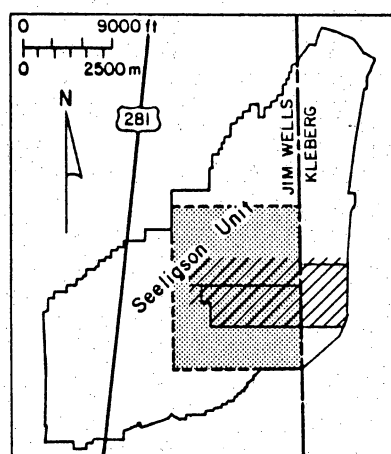 0 9000 ft
0 2500 m
N
281
JIM WELLS
KLEBERG
Seeligson Unit